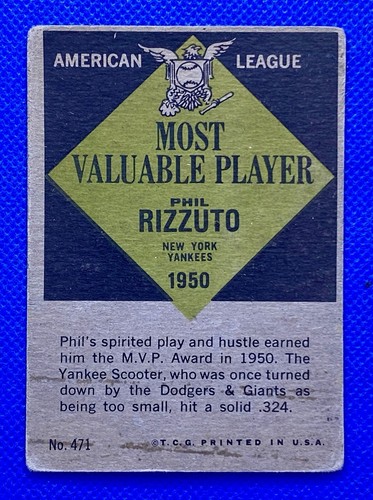 AMERICAN LEAGUE
MOST
VALUABLE PLAYER
PHIL
RIZZUTO
NEW YORK
YANKEES
1950
Phil's spirited play and hustle earned
him the M.V.P. Award in 1950. The
Yankee Scooter, who was once turned
down by the Dodgers & Giants as
being too small, hit a solid .324.
No. 471 ©T.C.G. PRINTED IN U.S.A.